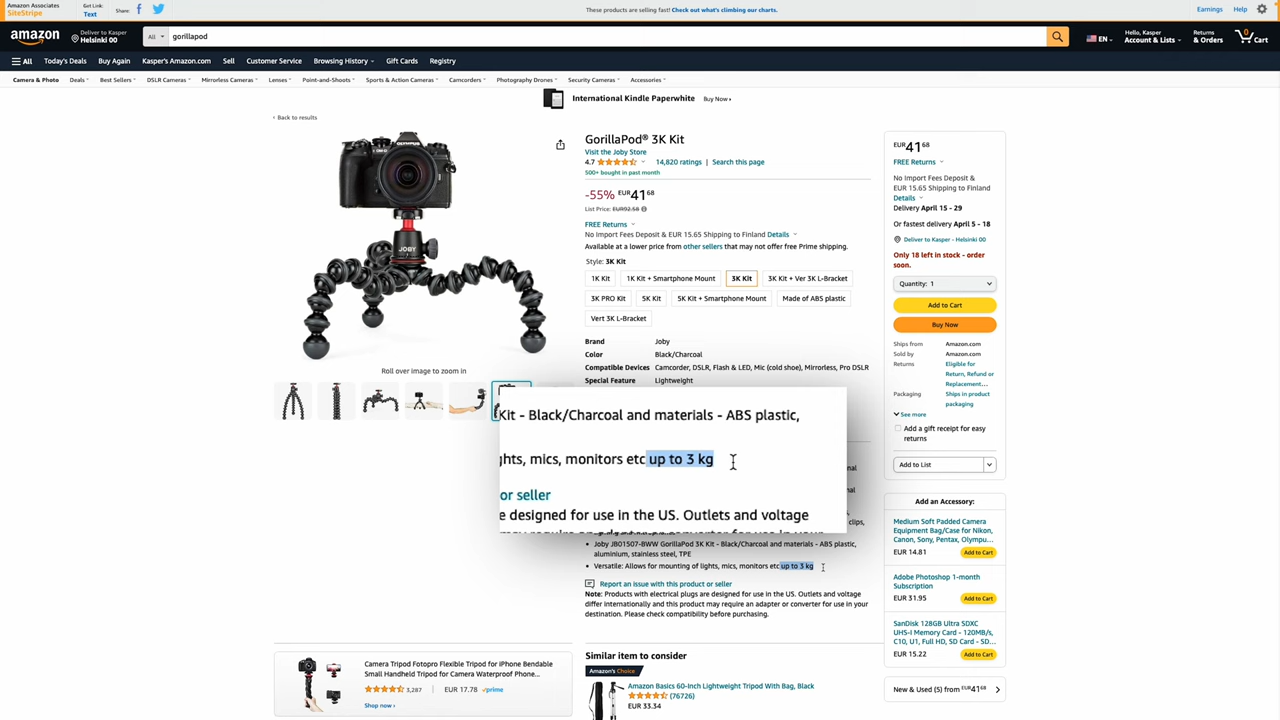 Amazon Associates
SiteStripe
Get Link:
Text
Share:
These products are selling fast! Check out what's climbing our charts.
Earnings
Help
amazon
Deliver to Kasper
Helsinki 00
All
gorillapod
EN
Hello, Kasper
Account & Lists
Returns
& Orders
0
Cart
All
Today's Deals
Buy Again
Kasper's Amazon.com
Sell
Customer Service
Browsing History
Gift Cards
Registry
Camera & Photo
Deals
Best Sellers
DSLR Cameras
Mirrorless Cameras
Lenses
Point-and-Shoots
Sports & Action Cameras
Camcorders
Photography Drones
Security Cameras
Accessories
International Kindle Paperwhite
Buy Now ›
‹ Back to results
OLYMPUS
JOBY
Roll over image to zoom in
GorillaPod® 3K Kit
Visit the Joby Store
4.7
14,820 ratings | Search this page
500+ bought in past month
-55% EUR41 68
List Price: EUR92.58
FREE Returns
No Import Fees Deposit & EUR 15.65 Shipping to Finland Details
Available at a lower price from other sellers that may not offer free Prime shipping.
Style: 3K Kit
1K Kit
1K Kit + Smartphone Mount
3K Kit
3K Kit + Ver 3K L-Bracket
3K PRO Kit
5K Kit
5K Kit + Smartphone Mount
Made of ABS plastic
Vert 3K L-Bracket
Brand Joby
Color Black/Charcoal
Compatible Devices Camcorder, DSLR, Flash & LED, Mic (cold shoe), Mirrorless, Pro DSLR
Special Feature Lightweight
Kit - Black/Charcoal and materials - ABS plastic,
ghts, mics, monitors etc up to 3 kg
or seller
e designed for use in the US. Outlets and voltage
nal
nal
clips,
• Joby JB01507-BWW GorillaPod 3K Kit - Black/Charcoal and materials - ABS plastic,
aluminium, stainless steel, TPE
• Versatile: Allows for mounting of lights, mics, monitors etc up to 3 kg
Report an issue with this product or seller
Note: Products with electrical plugs are designed for use in the US. Outlets and voltage
differ internationally and this product may require an adapter or converter for use in your
destination. Please check compatibility before purchasing.
Camera Tripod Fotopro Flexible Tripod for iPhone Bendable
Small Handheld Tripod for Camera Waterproof Phone...
3,287 | EUR 17.78 prime
Shop now ›
Similar item to consider
Amazon's Choice
Amazon Basics 60-Inch Lightweight Tripod With Bag, Black
(76726)
EUR 33.34
EUR41 68
FREE Returns
No Import Fees Deposit &
EUR 15.65 Shipping to Finland
Details
Delivery April 15 - 29
Or fastest delivery April 5 - 18
Deliver to Kasper - Helsinki 00
Only 18 left in stock - order
soon.
Quantity: 1
Add to Cart
Buy Now
Ships from Amazon.com
Sold by Amazon.com
Returns Eligible for
Return, Refund or
Replacement...
Packaging Ships in product
packaging
See more
Add a gift receipt for easy
returns
Add to List
Add an Accessory:
Medium Soft Padded Camera
Equipment Bag/Case for Nikon,
Canon, Sony, Pentax, Olympu...
EUR 14.81
Add to Cart
Adobe Photoshop 1-month
Subscription
EUR 31.95
Add to Cart
SanDisk 128GB Ultra SDXC
UHS-I Memory Card - 120MB/s,
C10, U1, Full HD, SD Card - SD...
EUR 15.22
Add to Cart
New & Used (5) from EUR41 68